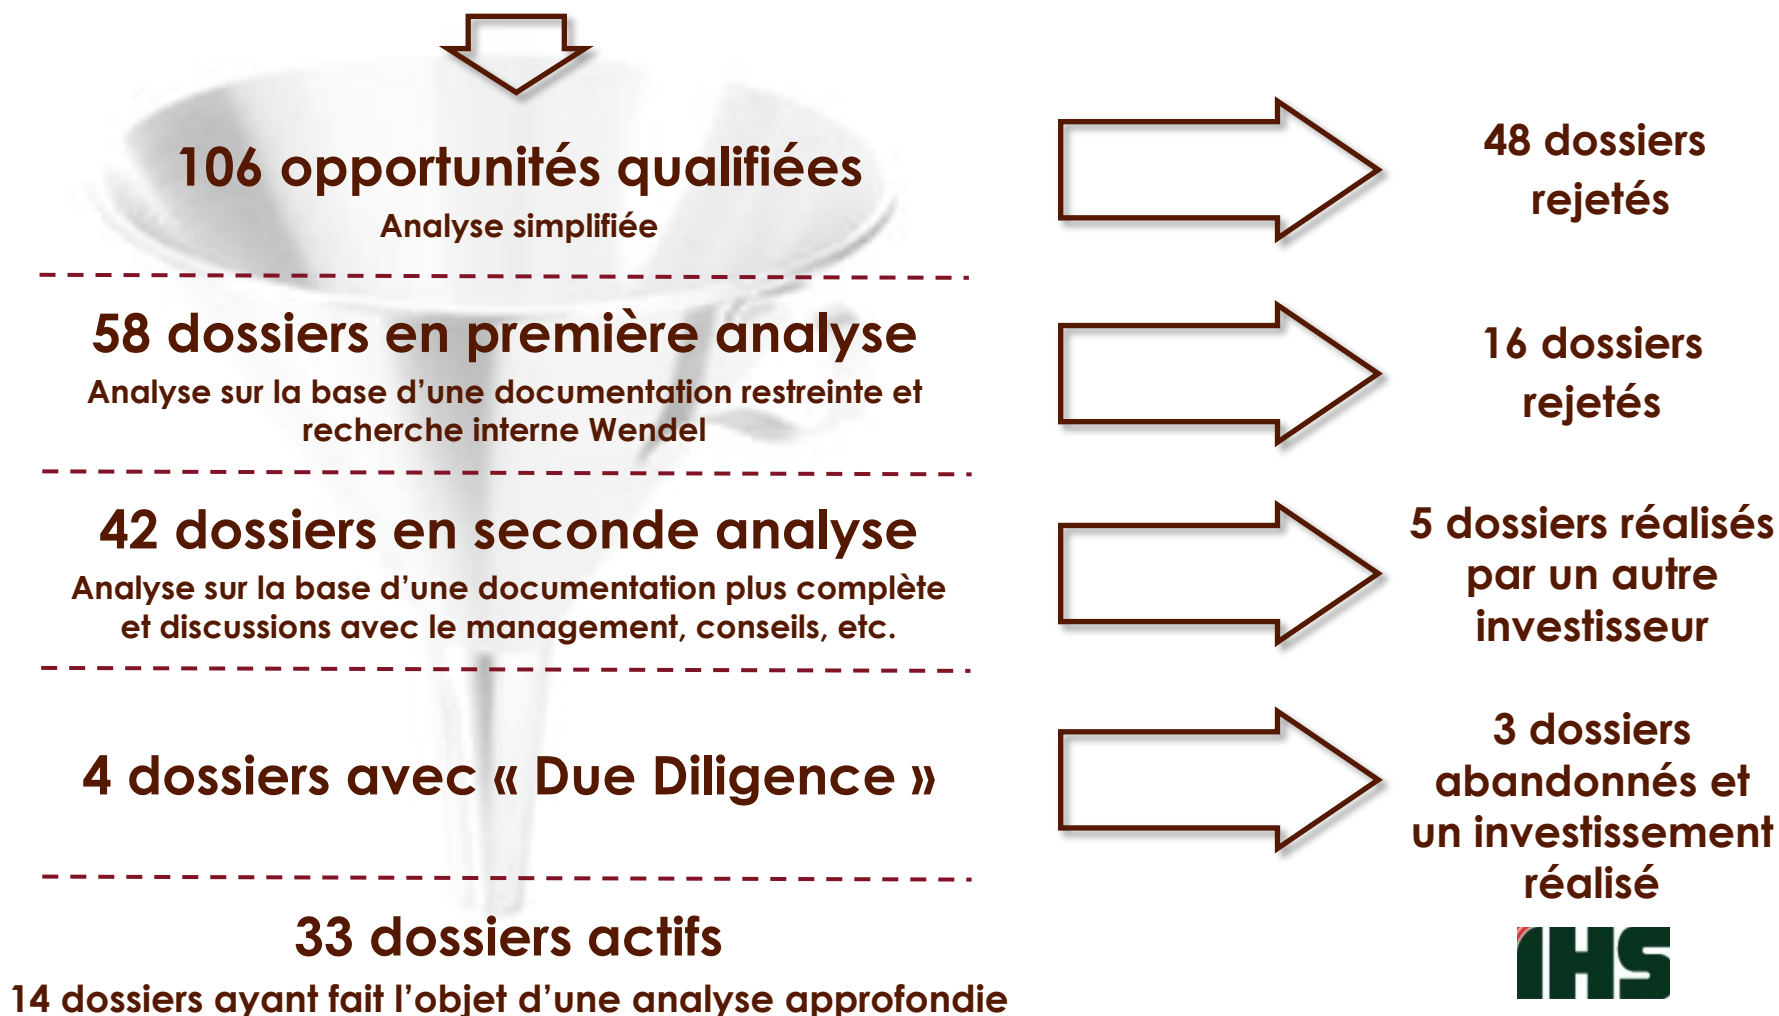 106 opportunités qualifiées
Analyse simplifiée
48 dossiers
rejetés
58 dossiers en première analyse
Analyse sur la base d’une documentation restreinte et
recherche interne Wendel
16 dossiers
rejetés
42 dossiers en seconde analyse
Analyse sur la base d’une documentation plus complète
et discussions avec le management, conseils, etc.
5 dossiers réalisés
par un autre
investisseur
4 dossiers avec « Due Diligence »
3 dossiers
abandonnés et
un investissement
réalisé
IHS
33 dossiers actifs
14 dossiers ayant fait l’objet d’une analyse approfondie